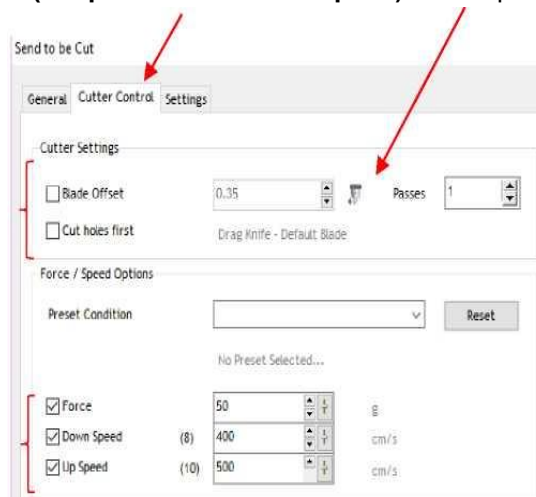 Send to be Cut
General Cutter Control Settings
Cutter Settings
Blade Offset 0.35 Passes 1
Cut holes first Drag Knife - Default Blade
Force / Speed Options
Preset Condition Reset
No Preset Selected...
Force 50 g
Down Speed (8) 400 cm/s
Up Speed (10) 500 cm/s